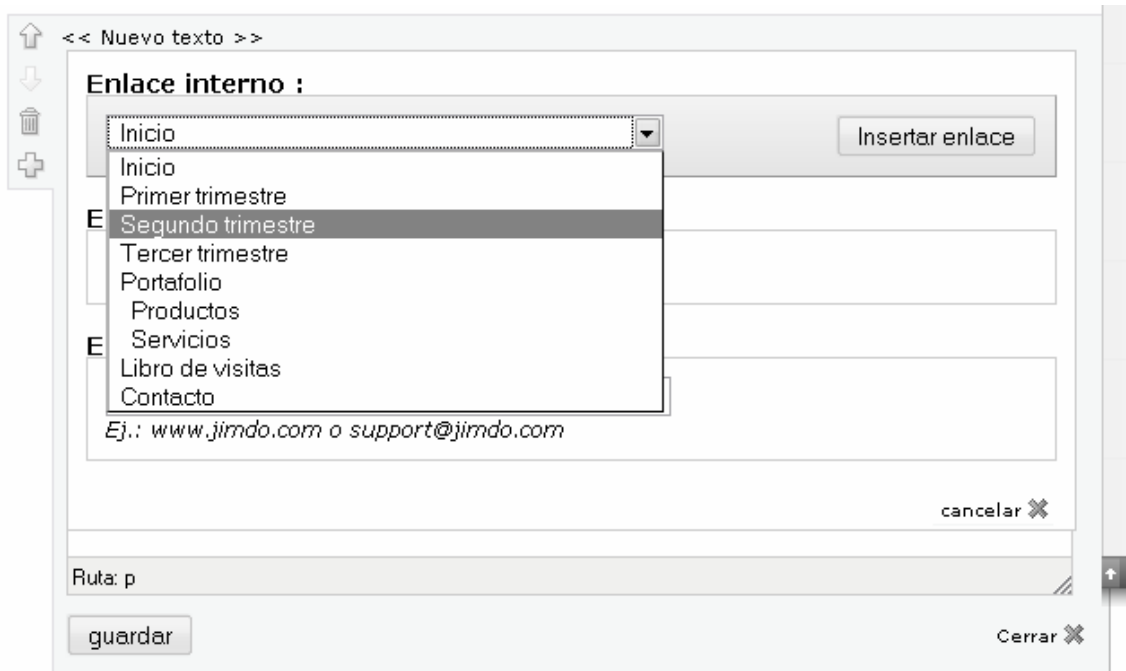 << Nuevo texto >>
Enlace interno :
Inicio
Insertar enlace
Inicio
Primer trimestre
E
Segundo trimestre
Tercer trimestre
Portafolio
Productos
E
Servicios
Libro de visitas
Contacto
Ej.: www.jimdo.com o support@jimdo.com
cancelar
Ruta: p
guardar
Cerrar